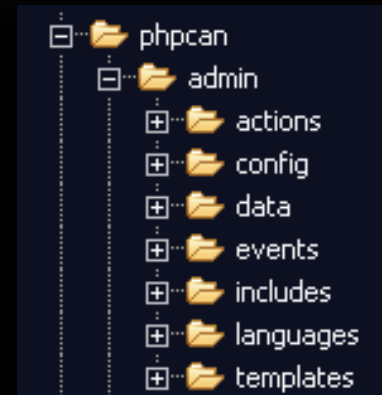 phpcan
admin
actions
config
data
events
includes
languages
templates